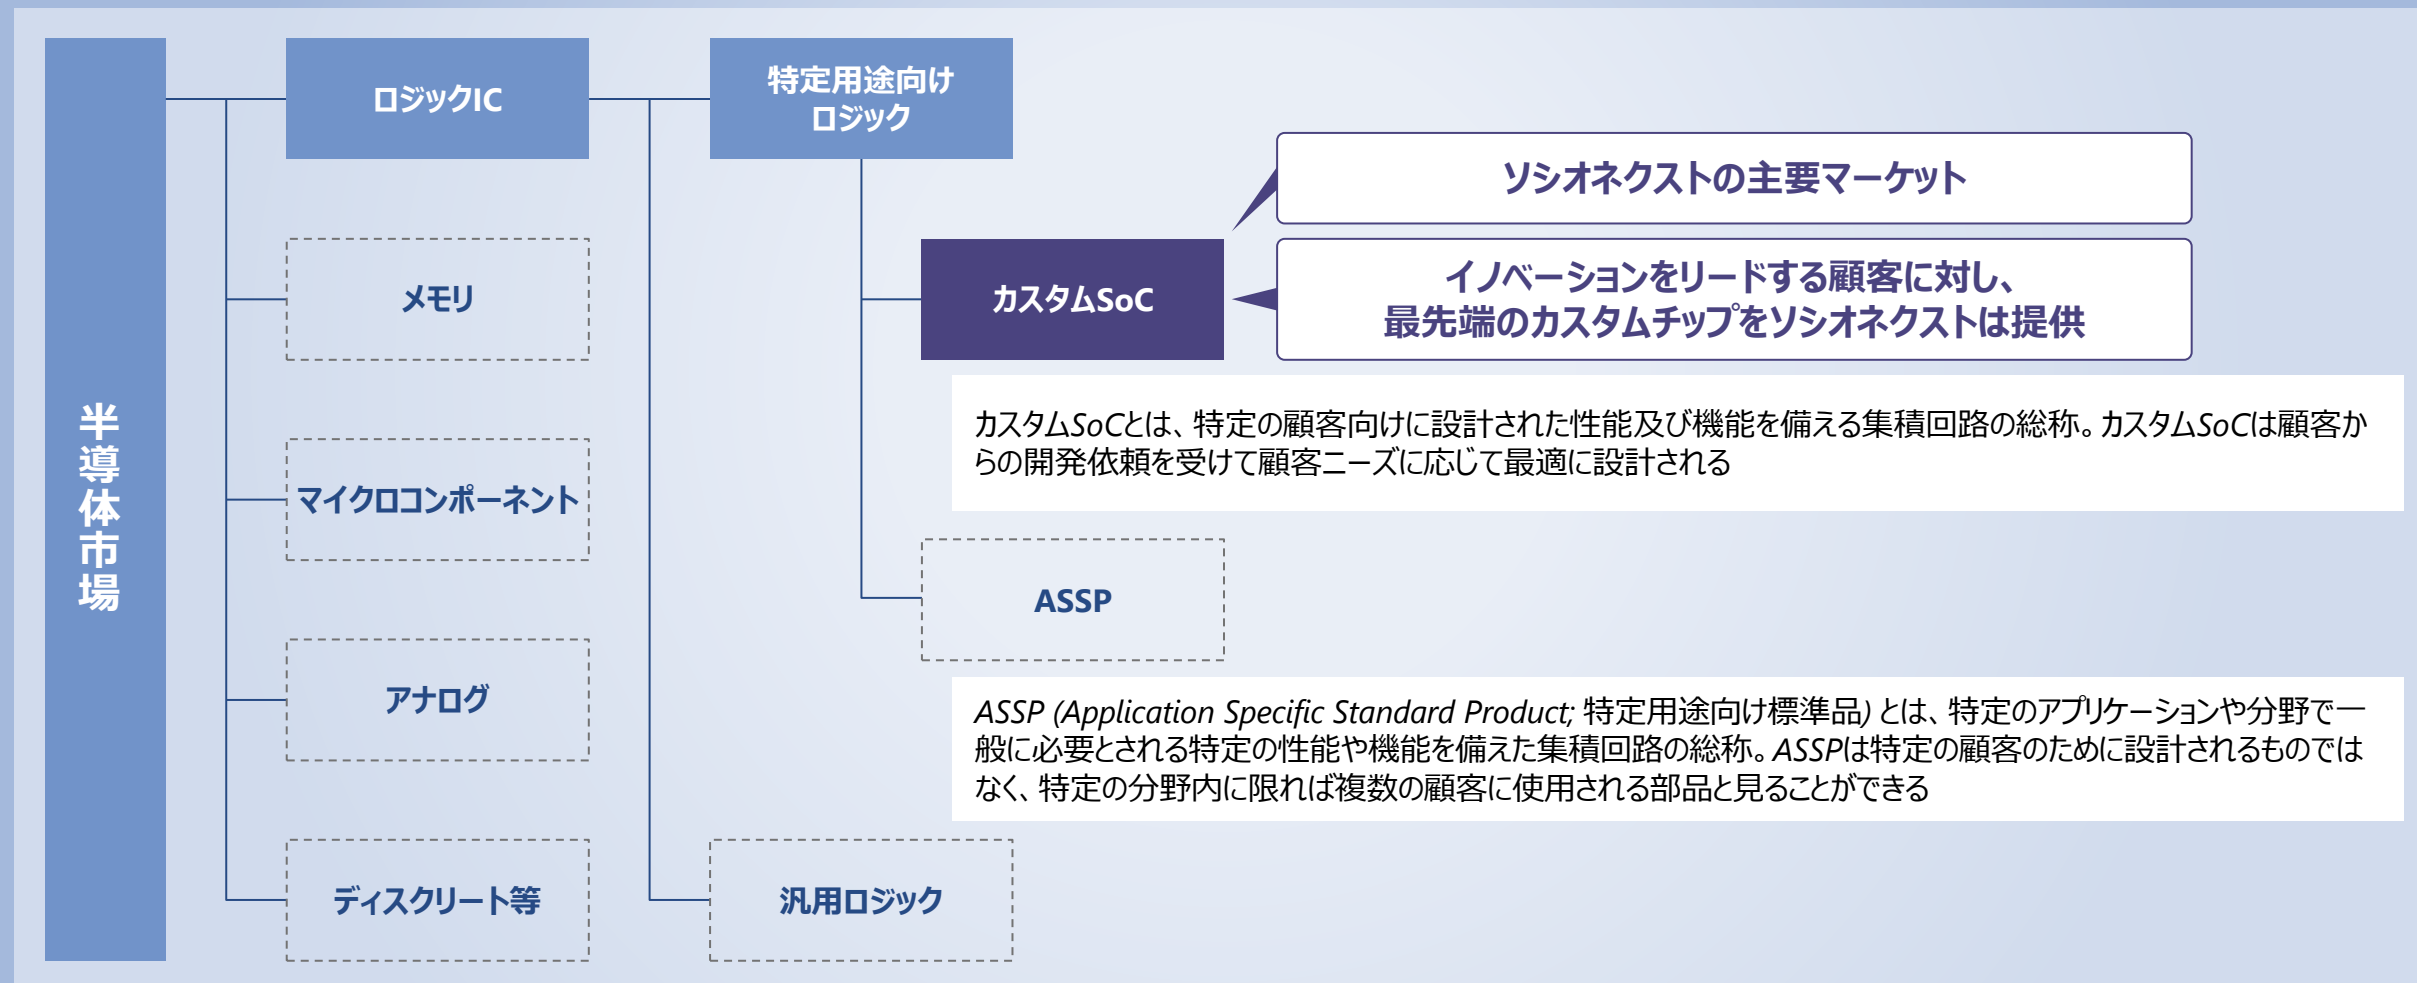 半導体市場
ロジックIC
特定用途向け
ロジック
ソシオネクストの主要マーケット
メモリ
カスタムSoC
イノベーションをリードする顧客に対し、
最先端のカスタムチップをソシオネクストは提供
カスタムSoCとは、特定の顧客向けに設計された性能及び機能を備える集積回路の総称。カスタムSoCは顧客か
らの開発依頼を受けて顧客ニーズに応じて最適に設計される
マイクロコンポーネント
ASSP
アナログ
ASSP (Application Specific Standard Product; 特定用途向け標準品) とは、特定のアプリケーションや分野で一
般に必要とされる特定の性能や機能を備えた集積回路の総称。ASSPは特定の顧客のために設計されるものでは
なく、特定の分野内に限れば複数の顧客に使用される部品と見ることができる
ディスクリート等
汎用ロジック